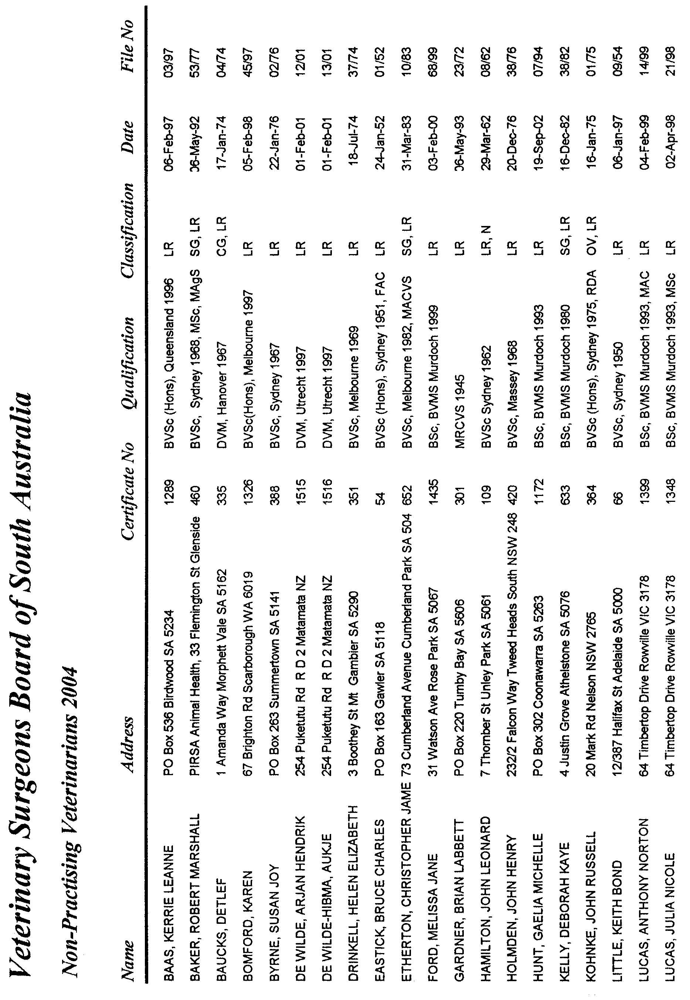 Veterinary Surgeons Board of South Australia
Non-Practising Veterinarians 2004
Name Address Certificate No Qualification Classification Date File No
BAAS, KERRIE LEANNE PO Box 536 Birdwood SA 5234 1289 BVSc (Hons), Queensland 1996 LR 06-Feb-97 03/97
BAKER, ROBERT MARSHALL PIRSA Animal Health, 33 Flemington St Glenside 460 BVSc, Sydney 1968, MSc, MAgS SG, LR 06-May-92 53/77
BAUCKS, DETLEF 1 Amanda Way Morphett Vale SA 5162 335 DVM, Hanover 1967 CG, LR 17-Jan-74 04/74
BOMFORD, KAREN 67 Brighton Rd Scarborough WA 6019 1326 BVSc(Hons), Melbourne 1997 LR 05-Feb-98 45/97
BYRNE, SUSAN JOY PO Box 263 Summertown SA 5141 388 BVSc, Sydney 1967 LR 22-Jan-76 02/76
DE WILDE, ARJAN HENDRIK 254 Puketutu Rd R D 2 Matamata NZ 1515 DVM, Utrecht 1997 LR 01-Feb-01 12/01
DE WILDE-HIBMA, AUKJE 254 Puketutu Rd R D 2 Matamata NZ 1516 DVM, Utrecht 1997 LR 01-Feb-01 13/01
DRINKELL, HELEN ELIZABETH 3 Boothey St Mt Gambier SA 5290 351 BVSc, Melbourne 1969 LR 18-Jul-74 37/74
EASTICK, BRUCE CHARLES PO Box 163 Gawler SA 5118 54 BVSc (Hons), Sydney 1951, FAC LR 24-Jan-52 01/52
ETHERTON, CHRISTOPHER JAME 73 Cumberland Avenue Cumberland Park SA 504 652 BVSc, Melbourne 1982, MACVS SG, LR 31-Mar-83 10/83
FORD, MELISSA JANE 31 Watson Ave Rose Park SA 5067 1435 BSc, BVMS Murdoch 1999 LR 03-Feb-00 68/99
GARDNER, BRIAN LABBETT PO Box 220 Tumby Bay SA 5606 301 MRCVS 1945 LR 06-May-93 23/72
HAMILTON, JOHN LEONARD 7 Thornber St Unley Park SA 5061 109 BVSc Sydney 1962 LR, N 29-Mar-62 08/62
HOLMDEN, JOHN HENRY 232/2 Falcon Way Tweed Heads South NSW 248 420 BVSc, Massey 1968 LR 20-Dec-76 38/76
HUNT, GAELIA MICHELLE PO Box 302 Coonawarra SA 5263 1172 BSc, BVMS Murdoch 1993 LR 19-Sep-02 07/94
KELLY, DEBORAH KAYE 4 Justin Grove Athelstone SA 5076 633 BSc, BVMS Murdoch 1980 SG, LR 16-Dec-82 38/82
KOHNKE, JOHN RUSSELL 20 Mark Rd Nelson NSW 2765 364 BVSc (Hons), Sydney 1975, RDA OV, LR 16-Jan-75 01/75
LITTLE, KEITH BOND 12/387 Halifax St Adelaide SA 5000 66 BVSc, Sydney 1950 LR 06-Jan-97 09/54
LUCAS, ANTHONY NORTON 64 Timbertop Drive Rowville VIC 3178 1399 BSc, BVMS Murdoch 1993, MAC LR 04-Feb-99 14/99
LUCAS, JULIA NICOLE 64 Timbertop Drive Rowville VIC 3178 1348 BSc, BVMS Murdoch 1993, MSc LR 02-Apr-98 21/98